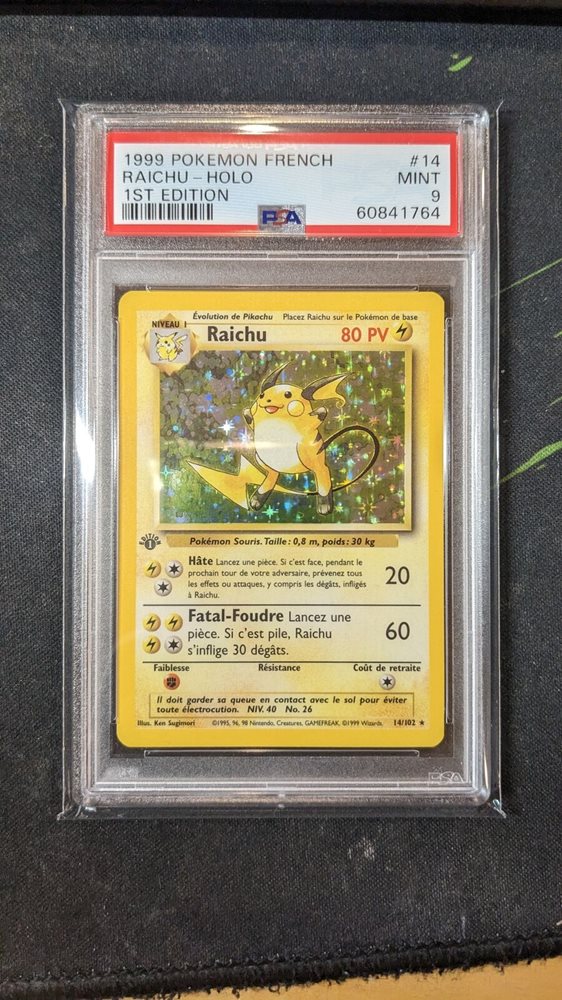 1999 POKEMON FRENCH #14
RAICHU - HOLO MINT
1ST EDITION 9
PSA 60841764
Évolution de Pikachu Placez Raichu sur le Pokémon de base
NIVEAU 1
Raichu 80 PV
ÉDITION 1
Pokémon Souris. Taille : 0,8 m, poids: 30 kg
Hâte Lancez une pièce. Si c'est face, pendant le
prochain tour de votre adversaire, prévenez tous
les effets ou attaques, y compris les dégâts, infligés
à Raichu.
20
Fatal-Foudre Lancez une
pièce. Si c'est pile, Raichu
s'inflige 30 dégâts.
60
Faiblesse Résistance Coût de retraite
Il doit garder sa queue en contact avec le sol pour éviter
toute électrocution. NIV. 40 No. 26
Illus. Ken Sugimori ©1995, 96, 98 Nintendo, Creatures, GAMEFREAK. ©1999 Wizards. 14/102 ★
PSA